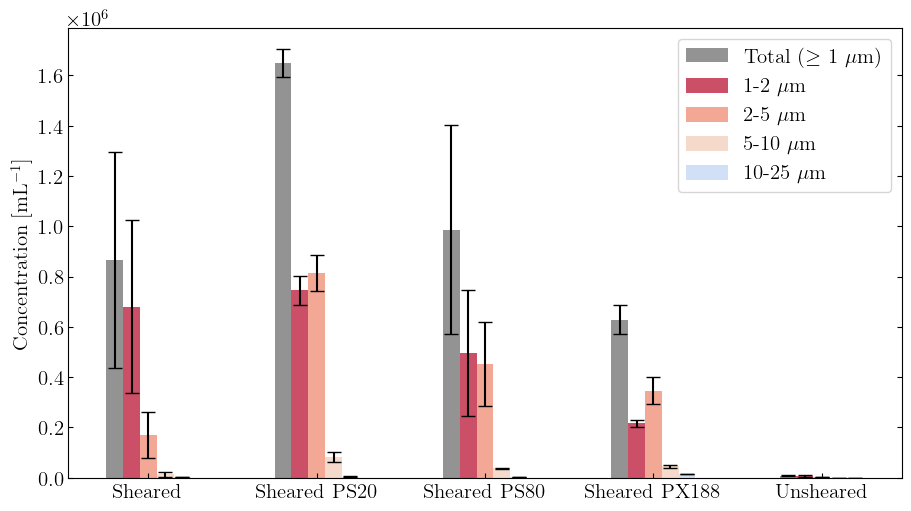 ×10⁶
Concentration [mL⁻¹]
1.6
1.4
1.2
1.0
0.8
0.6
0.4
0.2
0.0
Total (≥ 1 μm)
1-2 μm
2-5 μm
5-10 μm
10-25 μm
Sheared
Sheared PS20
Sheared PS80
Sheared PX188
Unsheared